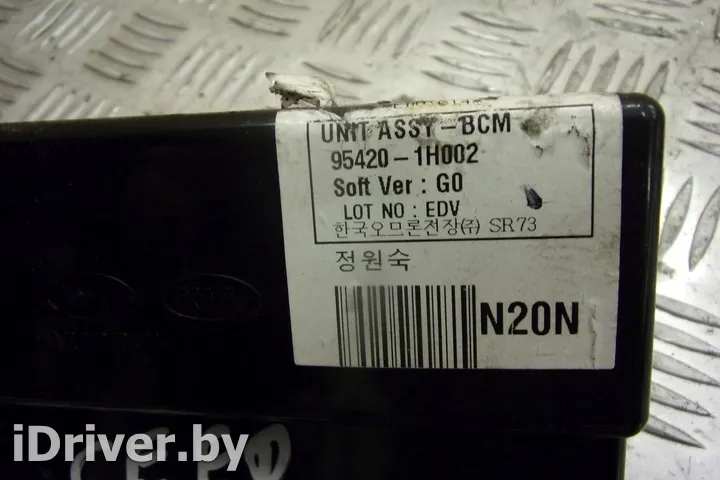 UNIT ASSY-BCM
95420-1H002
Soft Ver : G0
LOT NO : EDV
한국오므론전장(주) SR73
정원숙
N20N
iDriver.by